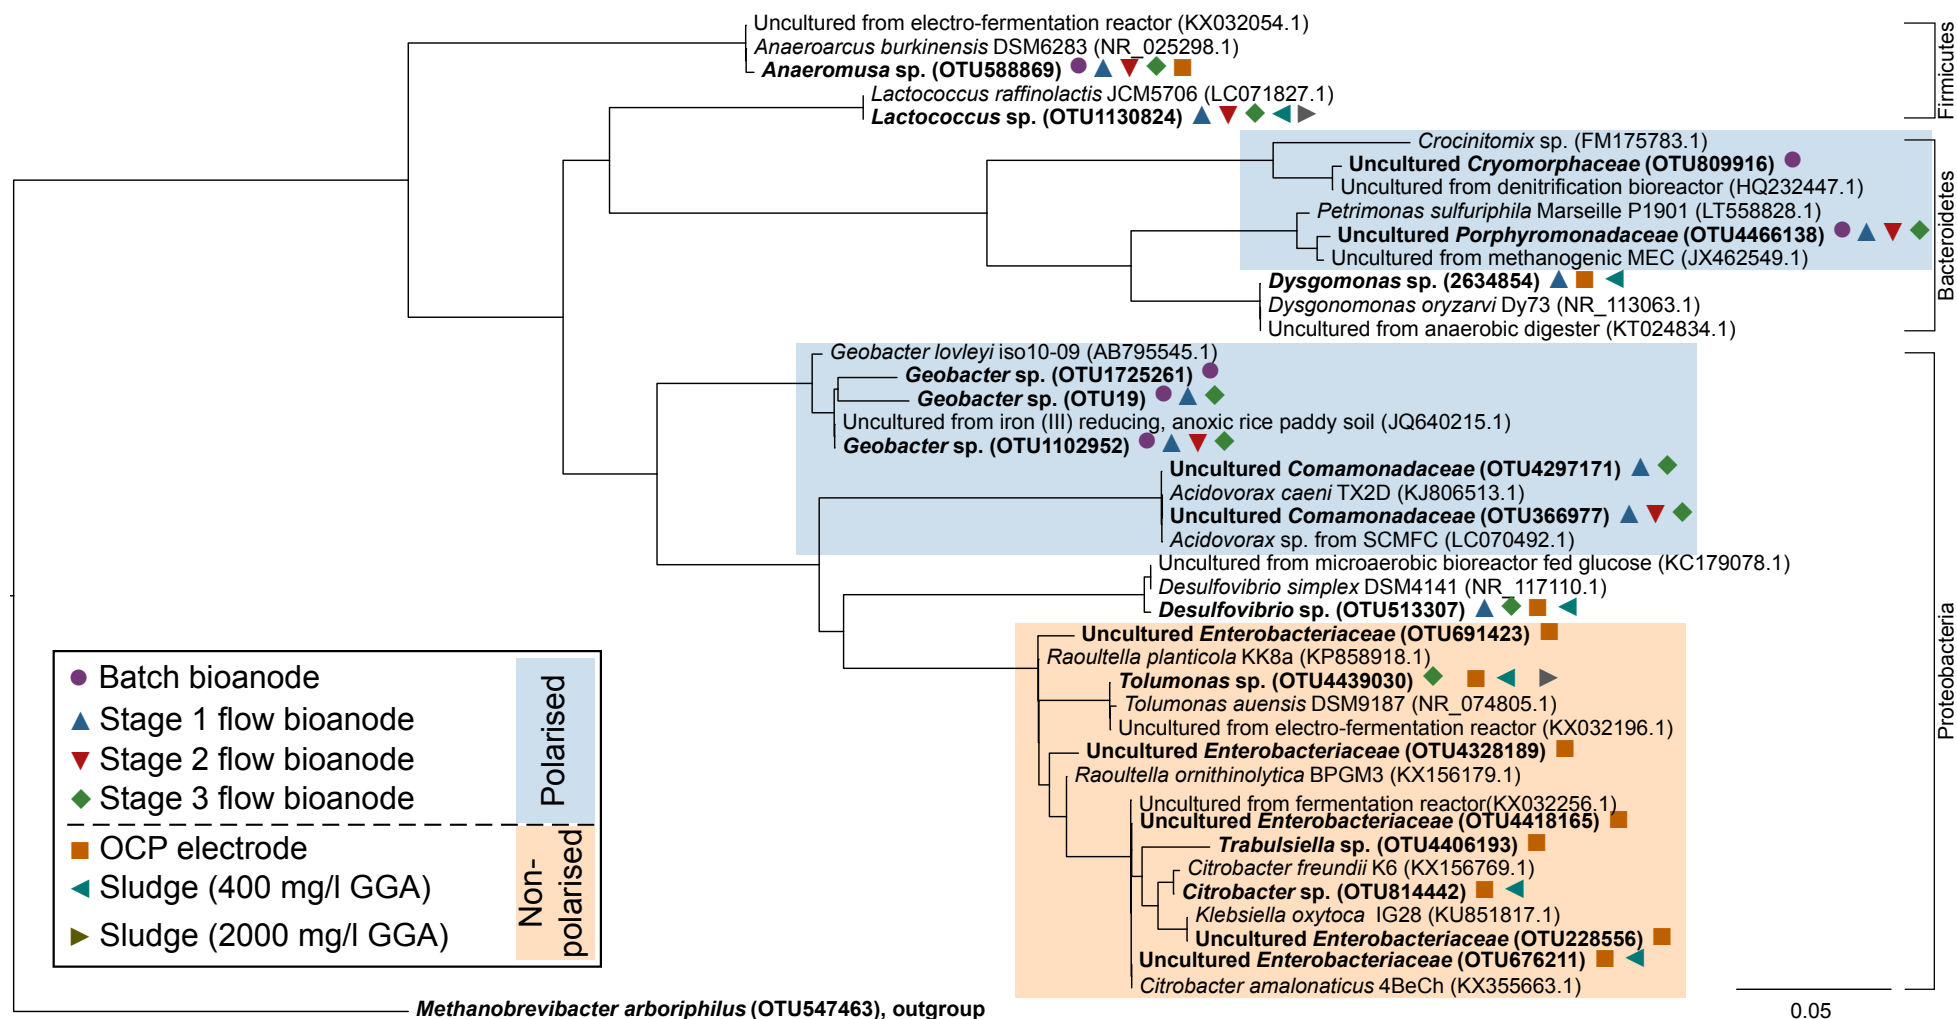 Uncultured from electro-fermentation reactor (KX032054.1)
Anaeroarcus burkinensis DSM6283 (NR_025298.1)
Anaeromusa sp. (OTU588869)
Lactococcus raffinolactis JCM5706 (LC071827.1)
Lactococcus sp. (OTU1130824)
Firmicutes
Crocinitomix sp. (FM175783.1)
Uncultured Cryomorphaceae (OTU809916)
Uncultured from denitrification bioreactor (HQ232447.1)
Petrimonas sulfuriphila Marseille P1901 (LT558828.1)
Uncultured Porphyromonadaceae (OTU4466138)
Uncultured from methanogenic MEC (JX462549.1)
Dysgomonas sp. (2634854)
Dysgonomonas oryzarvi Dy73 (NR_113063.1)
Uncultured from anaerobic digester (KT024834.1)
Bacteroidetes
Geobacter lovleyi iso10-09 (AB795545.1)
Geobacter sp. (OTU1725261)
Geobacter sp. (OTU19)
Uncultured from iron (III) reducing, anoxic rice paddy soil (JQ640215.1)
Geobacter sp. (OTU1102952)
Uncultured Comamonadaceae (OTU4297171)
Acidovorax caeni TX2D (KJ806513.1)
Uncultured Comamonadaceae (OTU366977)
Acidovorax sp. from SCMFC (LC070492.1)
Uncultured from microaerobic bioreactor fed glucose (KC179078.1)
Desulfovibrio simplex DSM4141 (NR_117110.1)
Desulfovibrio sp. (OTU513307)
Uncultured Enterobacteriaceae (OTU691423)
Raoultella planticola KK8a (KP858918.1)
Tolumonas sp. (OTU4439030)
Tolumonas auensis DSM9187 (NR_074805.1)
Uncultured from electro-fermentation reactor (KX032196.1)
Uncultured Enterobacteriaceae (OTU4328189)
Raoultella ornithinolytica BPGM3 (KX156179.1)
Uncultured from fermentation reactor(KX032256.1)
Uncultured Enterobacteriaceae (OTU4418165)
Trabulsiella sp. (OTU4406193)
Citrobacter freundii K6 (KX156769.1)
Citrobacter sp. (OTU814442)
Klebsiella oxytoca IG28 (KU851817.1)
Uncultured Enterobacteriaceae (OTU228556)
Uncultured Enterobacteriaceae (OTU676211)
Citrobacter amalonaticus 4BeCh (KX355663.1)
Proteobacteria
Methanobrevibacter arboriphilus (OTU547463), outgroup
0.05
Batch bioanode
Stage 1 flow bioanode
Stage 2 flow bioanode
Stage 3 flow bioanode
Polarised
OCP electrode
Sludge (400 mg/l GGA)
Sludge (2000 mg/l GGA)
Non-
polarised